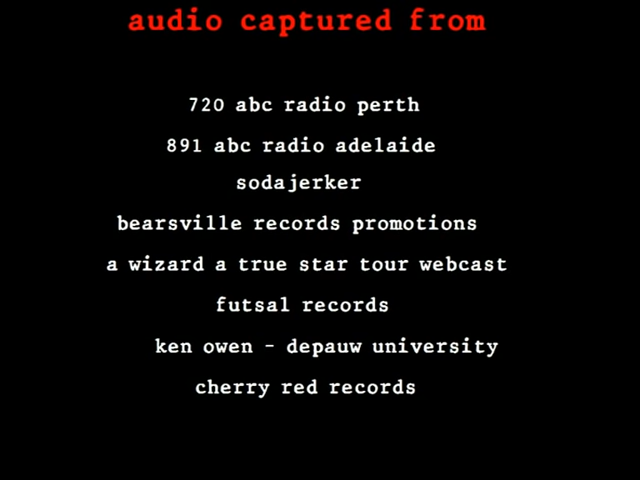 audio captured from
720 abc radio perth
891 abc radio adelaide
sodajerker
bearsville records promotions
a wizard a true star tour webcast
futsal records
ken owen - depauw university
cherry red records